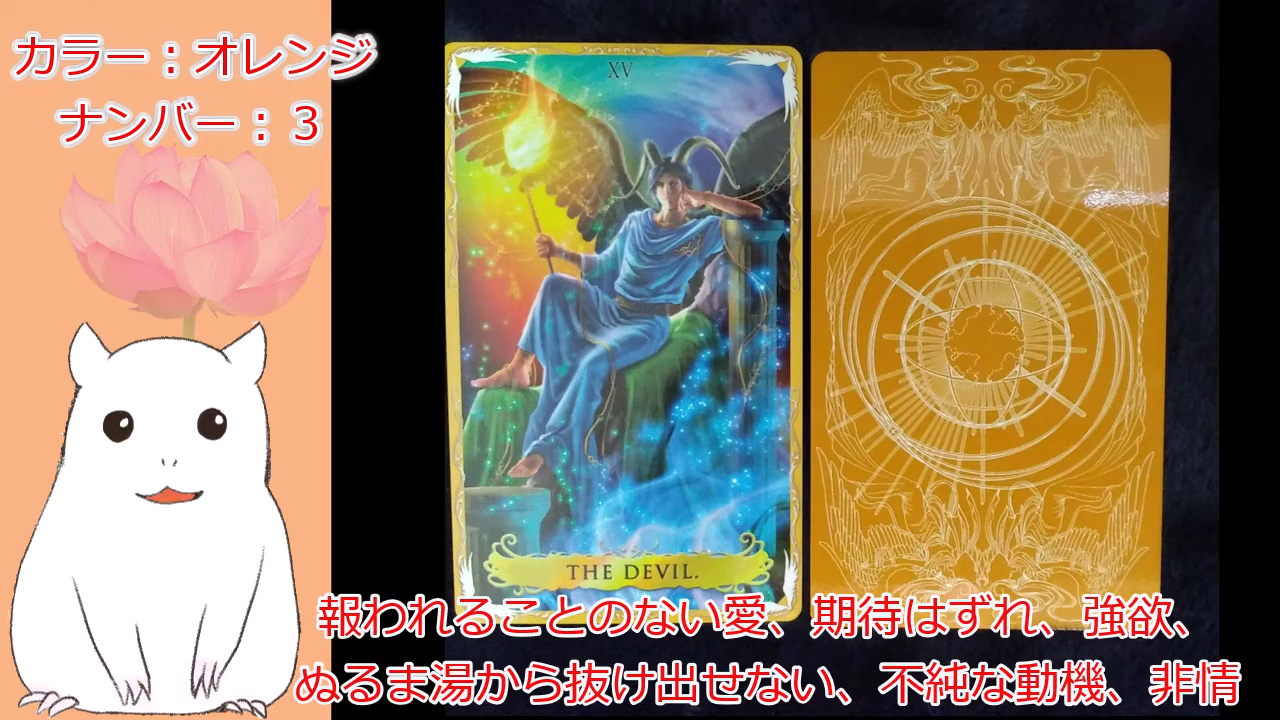 カラー：オレンジ
ナンバー：３
XV
THE DEVIL.
報われることのない愛、期待はずれ、強欲、
ぬるま湯から抜け出せない、不純な動機、非情